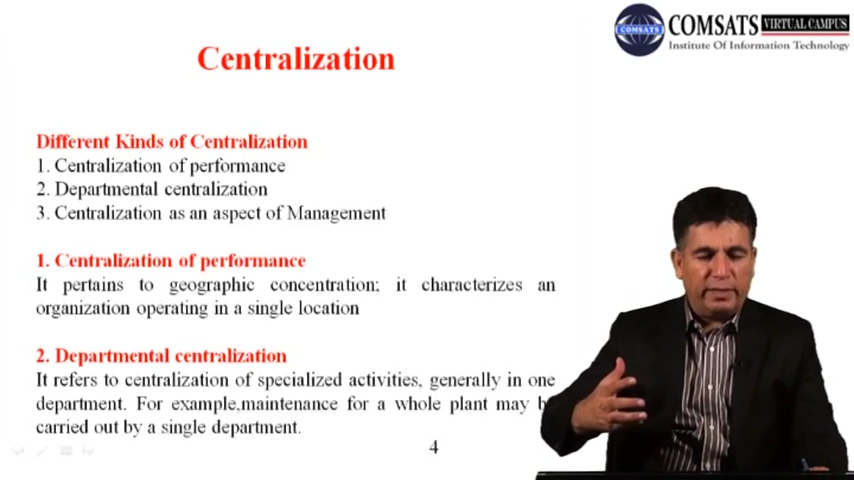 COMSATS VIRTUAL CAMPUS
COMSATS
Institute Of Information Technology
Centralization
Different Kinds of Centralization
1. Centralization of performance
2. Departmental centralization
3. Centralization as an aspect of Management
1. Centralization of performance
It pertains to geographic concentration; it characterizes an
organization operating in a single location
2. Departmental centralization
It refers to centralization of specialized activities, generally in one
department. For example,maintenance for a whole plant may
carried out by a single department.
4